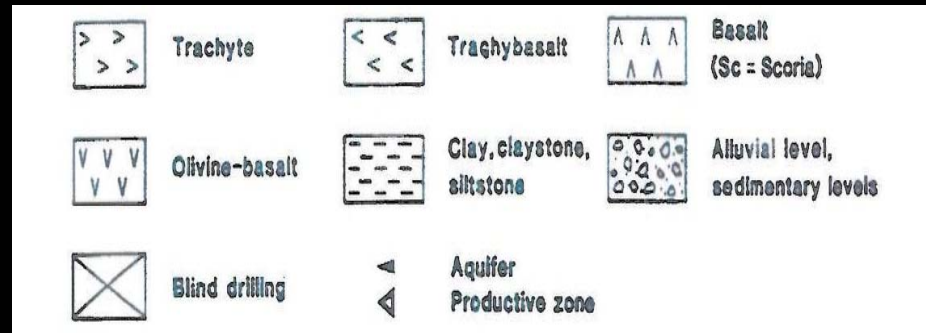 Trachyte
Trachybasalt
Basalt
(Sc = Scoria)
Olivine-basalt
Clay, claystone,
siltstone
Alluvial level,
sedimentary levels
Blind drilling
Aquifer
Productive zone